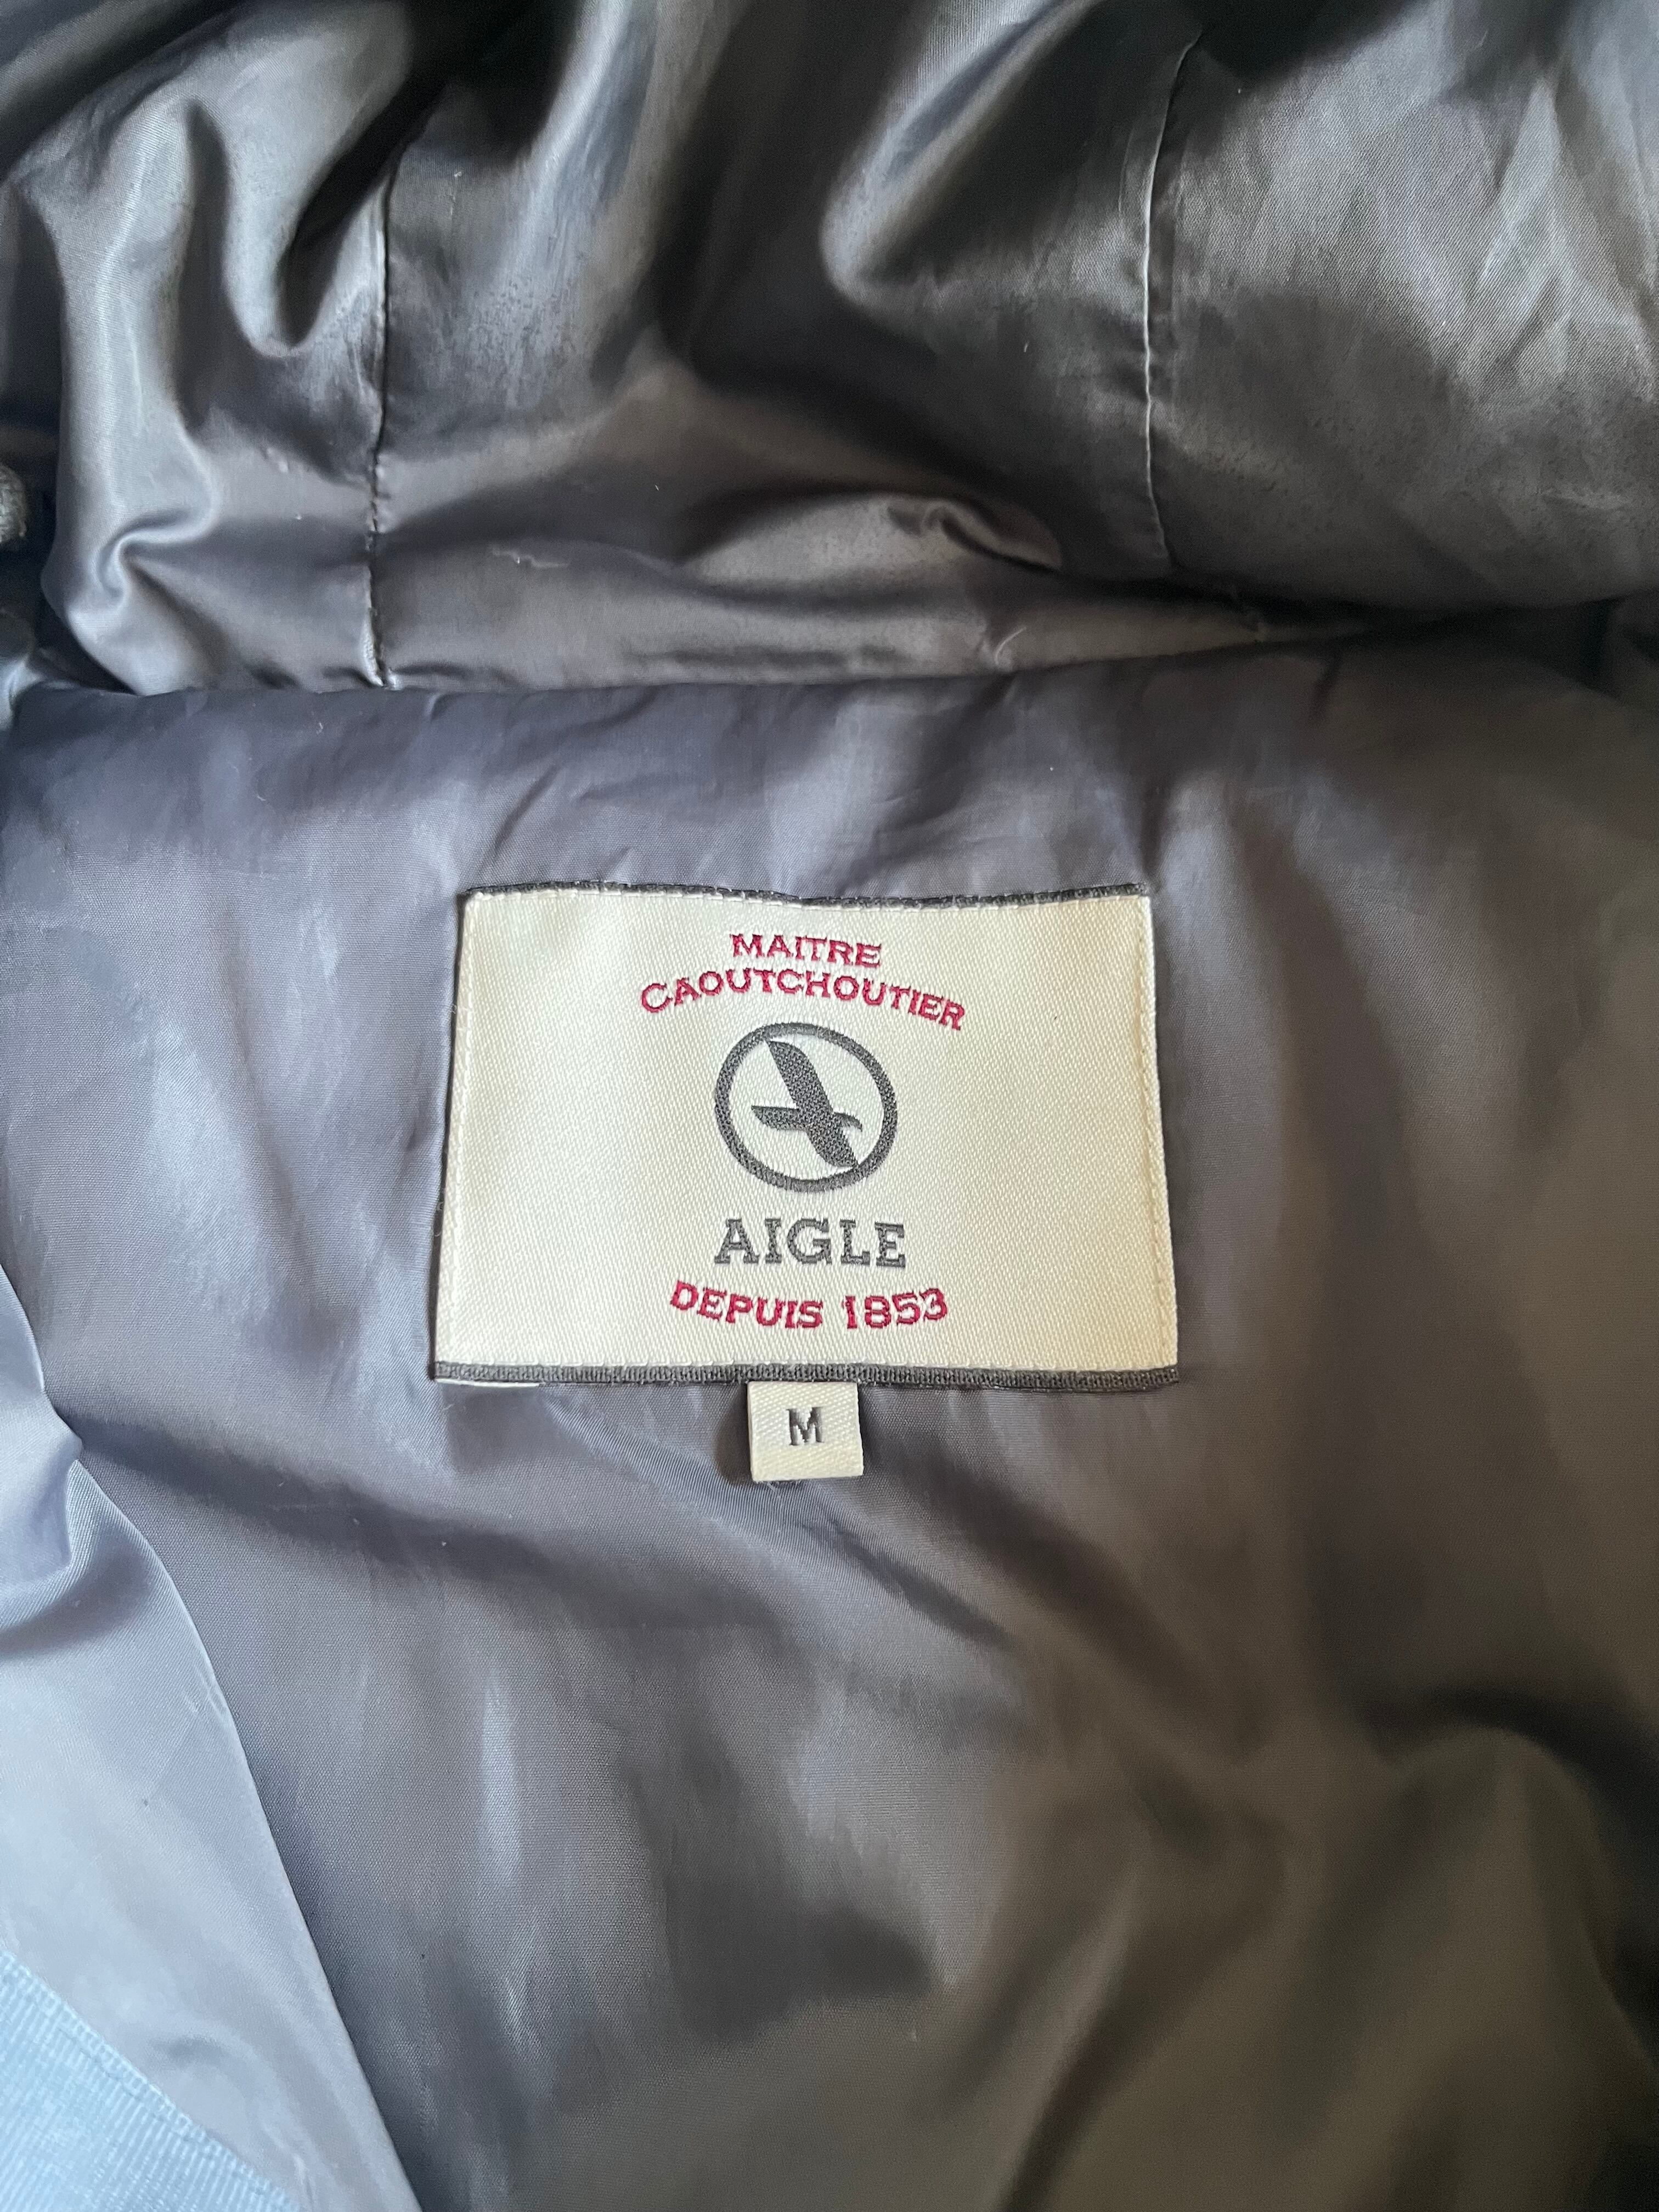 MAITRE
CAOUTCHOUTIER
AIGLE
DEPUIS 1853
M